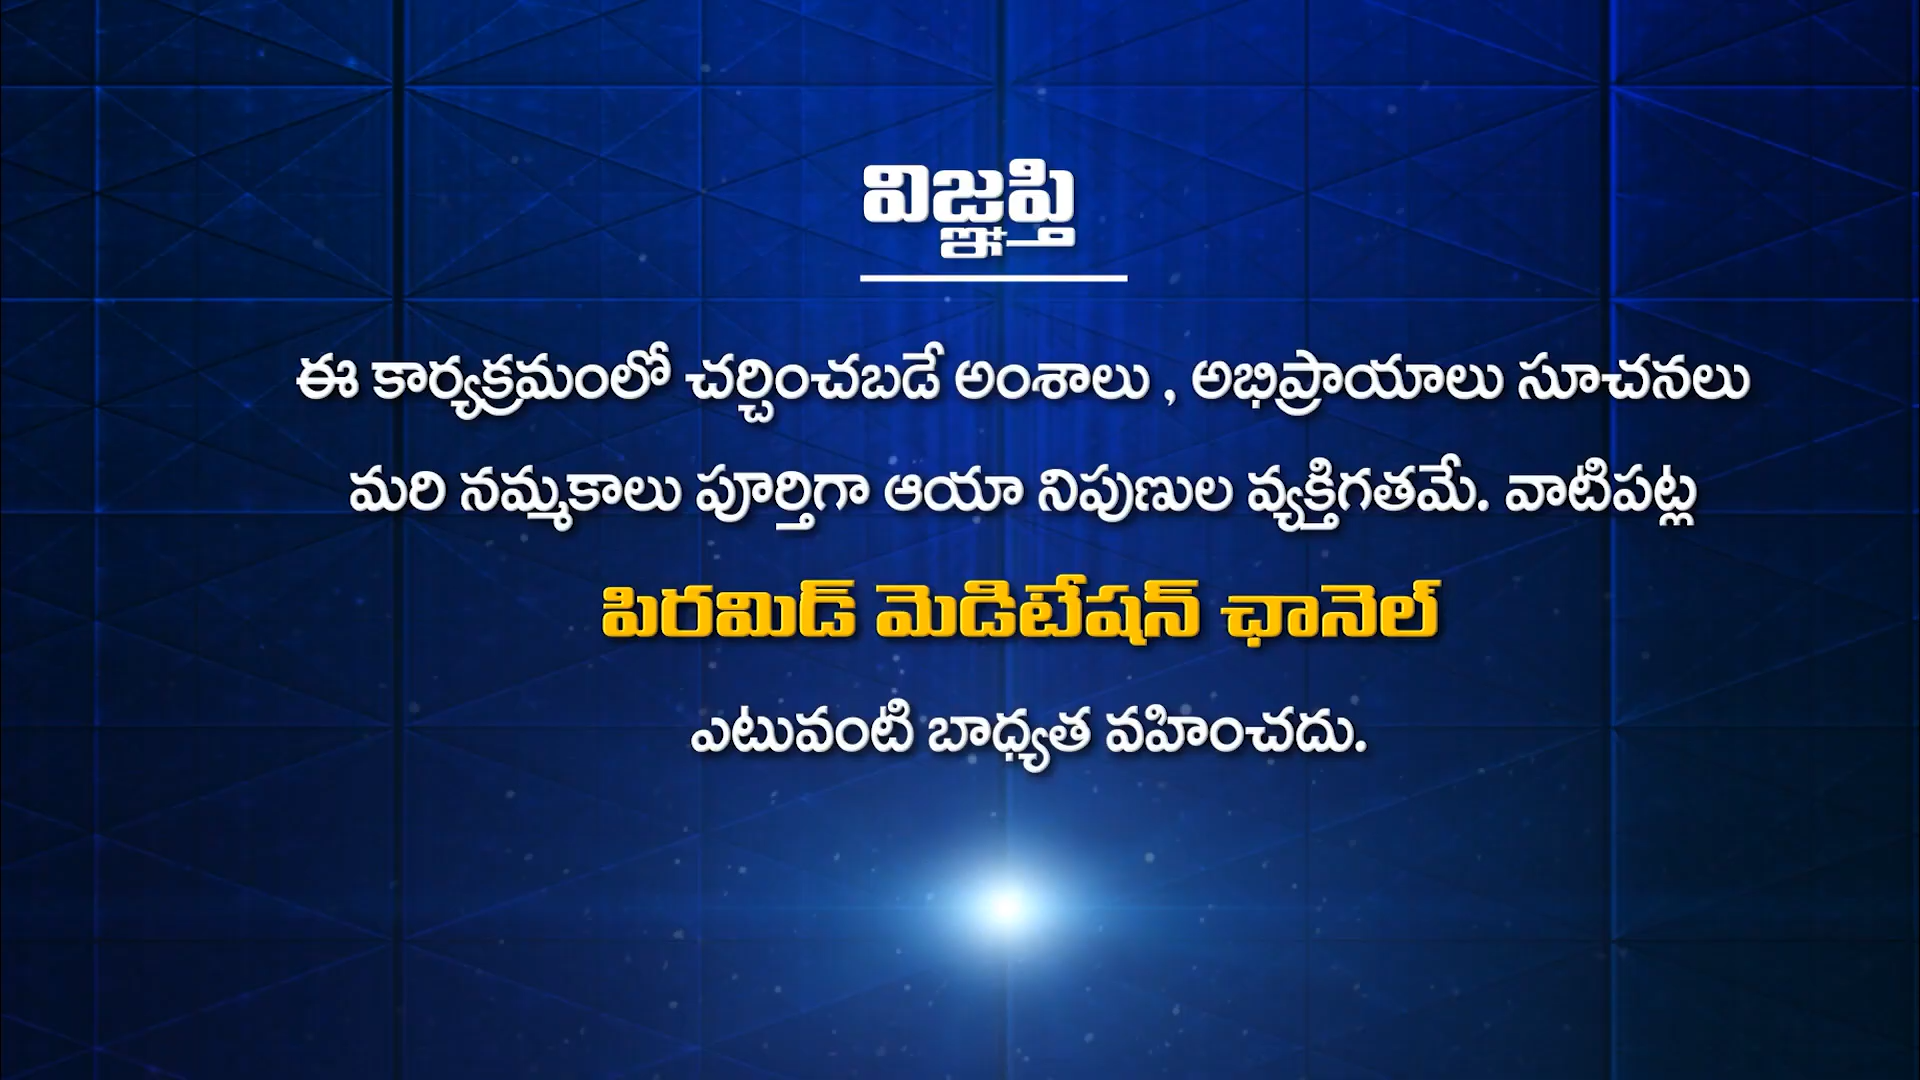 విజ్ఞప్తి
ఈ కార్యక్రమంలో చర్చించబడే అంశాలు , అభిప్రాయాలు సూచనలు
మరి నమ్మకాలు పూర్తిగా ఆయా నిపుణుల వ్యక్తిగతమే. వాటిపట్ల
పిరమిడ్ మెడిటేషన్ ఛానెల్
ఎటువంటి బాధ్యత వహించదు.